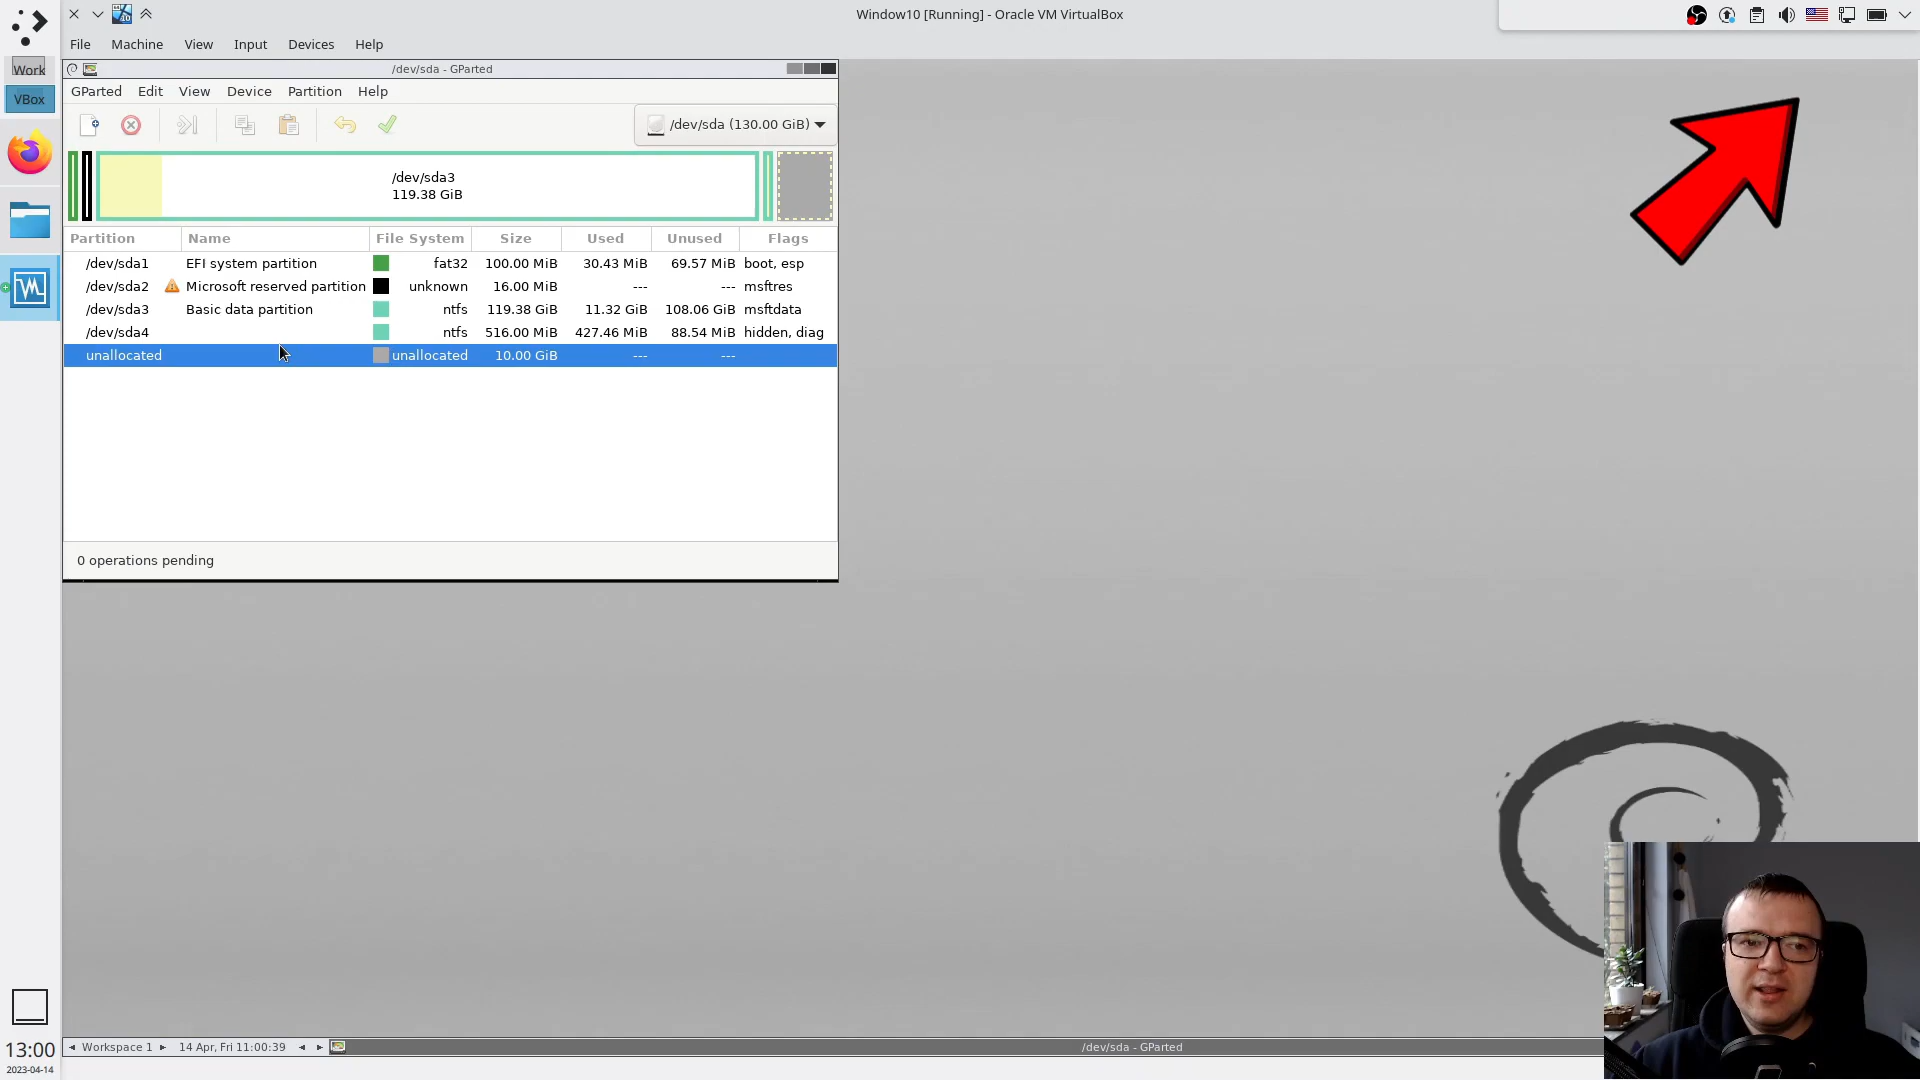 Window10 [Running] - Oracle VM VirtualBox
File Machine View Input Devices Help
Work
VBox
/dev/sda - GParted
GParted Edit View Device Partition Help
/dev/sda (130.00 GiB)
/dev/sda3
119.38 GiB
Partition Name File System Size Used Unused Flags
/dev/sda1 EFI system partition fat32 100.00 MiB 30.43 MiB 69.57 MiB boot, esp
/dev/sda2 Microsoft reserved partition unknown 16.00 MiB --- --- msftres
/dev/sda3 Basic data partition ntfs 119.38 GiB 11.32 GiB 108.06 GiB msftdata
/dev/sda4 ntfs 516.00 MiB 427.46 MiB 88.54 MiB hidden, diag
unallocated unallocated 10.00 GiB --- ---
0 operations pending
Workspace 1 14 Apr, Fri 11:00:39 /dev/sda - GParted
13:00
2023-04-14